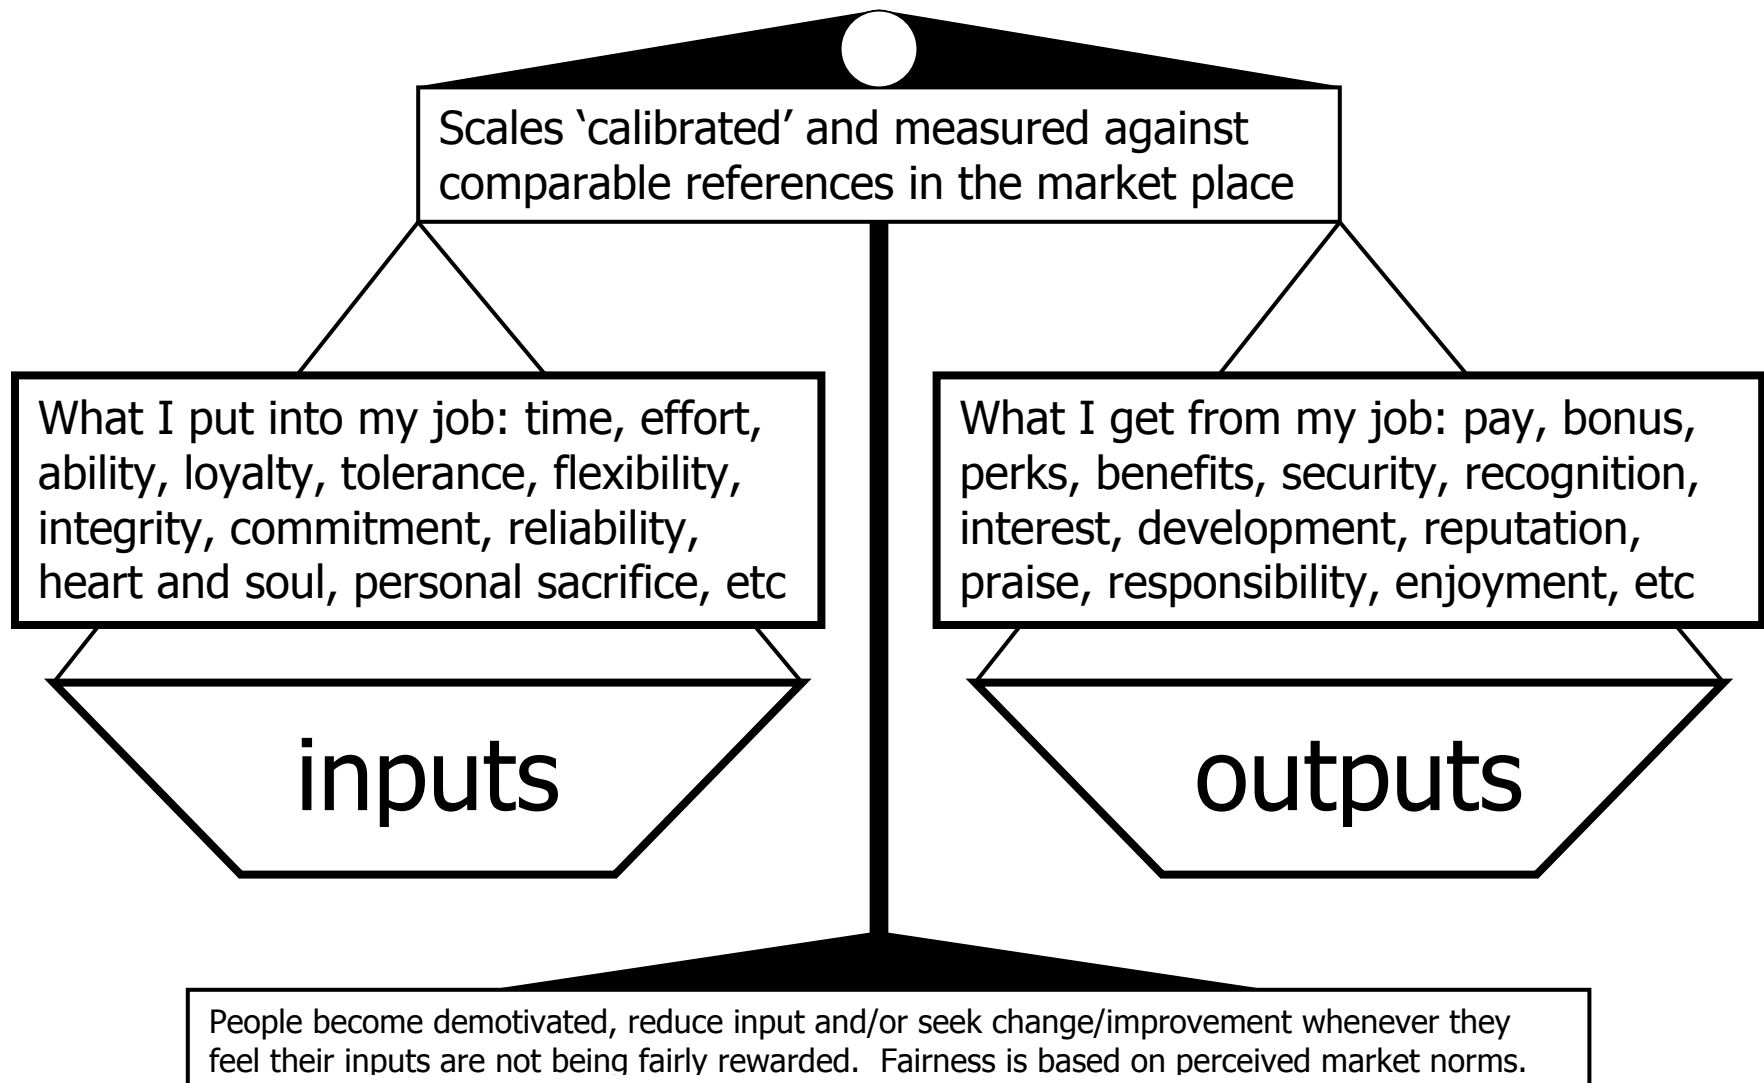 Scales ‘calibrated’ and measured against
comparable references in the market place
What I put into my job: time, effort,
ability, loyalty, tolerance, flexibility,
integrity, commitment, reliability,
heart and soul, personal sacrifice, etc
What I get from my job: pay, bonus,
perks, benefits, security, recognition,
interest, development, reputation,
praise, responsibility, enjoyment, etc
inputs
outputs
People become demotivated, reduce input and/or seek change/improvement whenever they
feel their inputs are not being fairly rewarded.  Fairness is based on perceived market norms.